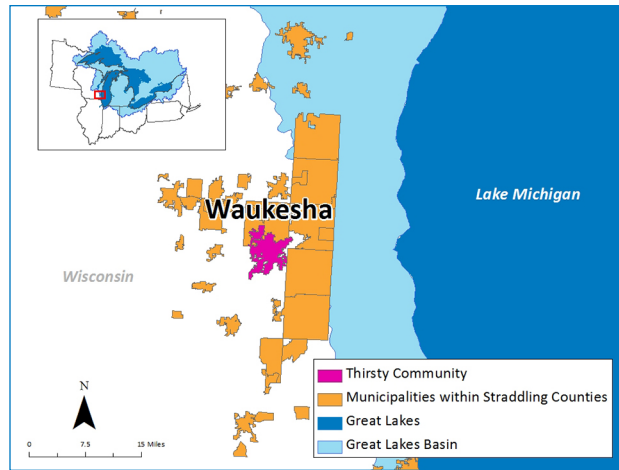 Waukesha
Lake Michigan
Wisconsin
N
0 7.5 15 Miles
Thirsty Community
Municipalities within Straddling Counties
Great Lakes
Great Lakes Basin